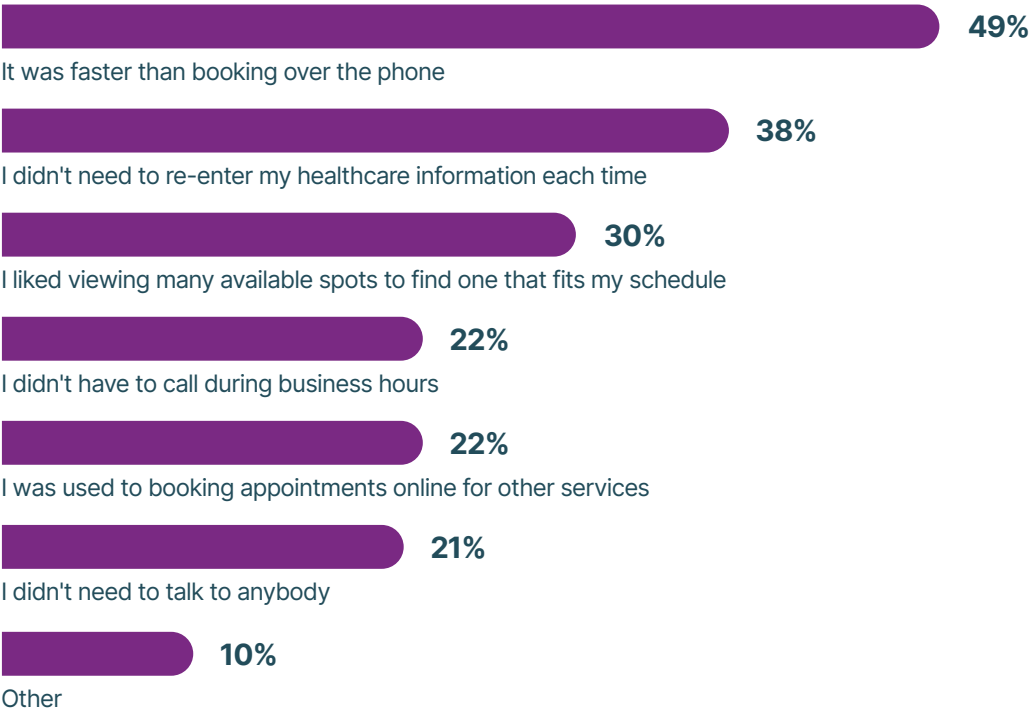 49%
It was faster than booking over the phone
38%
I didn't need to re-enter my healthcare information each time
30%
I liked viewing many available spots to find one that fits my schedule
22%
I didn't have to call during business hours
22%
I was used to booking appointments online for other services
21%
I didn't need to talk to anybody
10%
Other